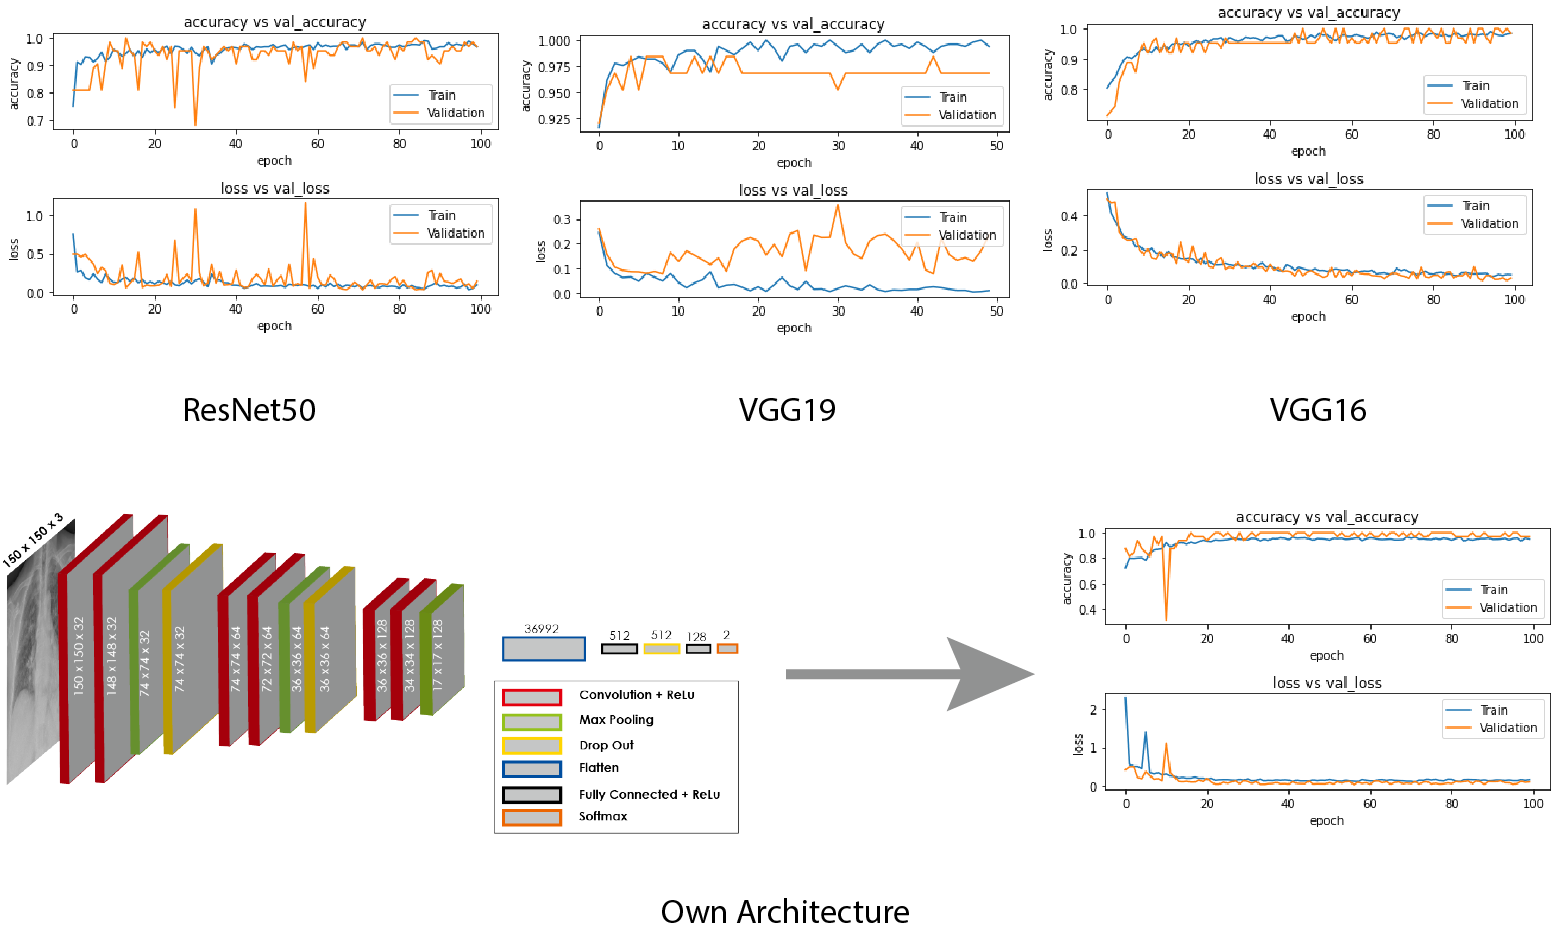 accuracy vs val_accuracy
1.0
0.9
0.8
0.7
accuracy
Train
Validation
0 20 40 60 80 100
epoch
loss vs val_loss
1.0
0.5
0.0
loss
Train
Validation
0 20 40 60 80 100
epoch
ResNet50
accuracy vs val_accuracy
1.000
0.975
0.950
0.925
accuracy
Train
Validation
0 10 20 30 40 50
epoch
loss vs val_loss
0.3
0.2
0.1
0.0
loss
Train
Validation
0 10 20 30 40 50
epoch
VGG19
accuracy vs val_accuracy
1.0
0.9
0.8
accuracy
Train
Validation
0 20 40 60 80 100
epoch
loss vs val_loss
0.4
0.2
0.0
loss
Train
Validation
0 20 40 60 80 100
epoch
VGG16
150 x 150 x 3
150 x 150 x 32
148 x 148 x 32
74 x 74 x 32
74 x 74 x 32
74 x 74 x 64
72 x 72 x 64
36 x 36 x 64
36 x 36 x 64
36 x 36 x 128
34 x 34 x 128
17 x 17 x 128
36992
512
512
128
2
Convolution + ReLu
Max Pooling
Drop Out
Flatten
Fully Connected + ReLu
Softmax
accuracy vs val_accuracy
1.0
0.8
0.6
0.4
accuracy
Train
Validation
0 20 40 60 80 100
epoch
loss vs val_loss
2
1
0
loss
Train
Validation
0 20 40 60 80 100
epoch
Own Architecture